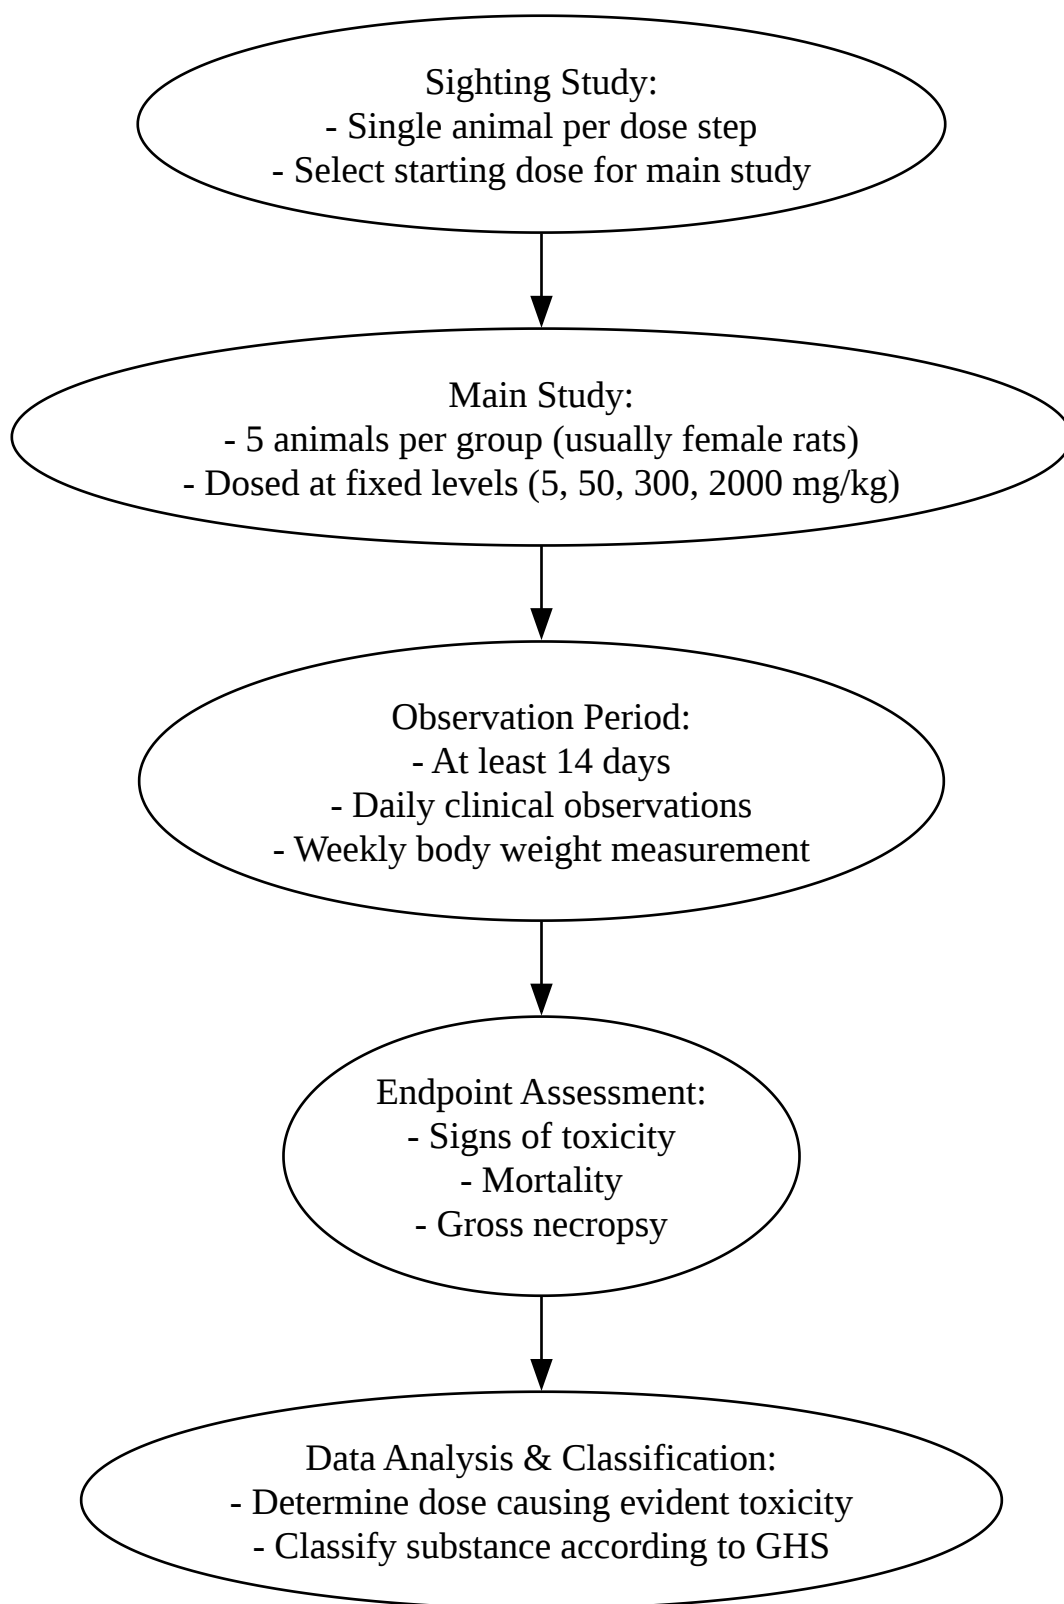 Sighting Study:
- Single animal per dose step
- Select starting dose for main study
Main Study:
- 5 animals per group (usually female rats)
- Dosed at fixed levels (5, 50, 300, 2000 mg/kg)
Observation Period:
- At least 14 days
- Daily clinical observations
- Weekly body weight measurement
Endpoint Assessment:
- Signs of toxicity
- Mortality
- Gross necropsy
Data Analysis & Classification:
- Determine dose causing evident toxicity
- Classify substance according to GHS